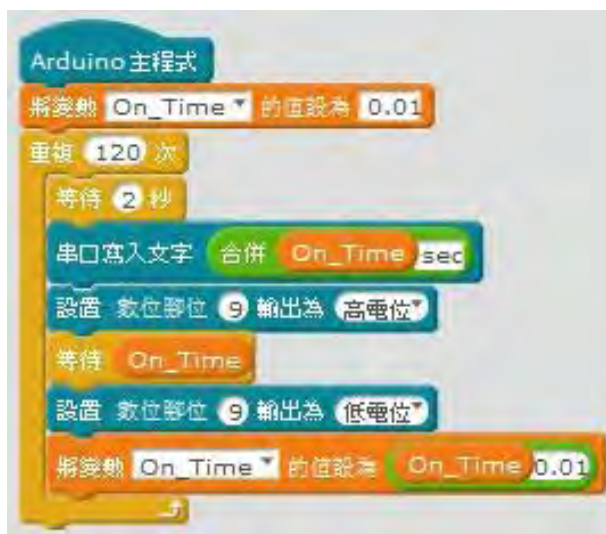 Arduino 主程式
將變數 On_Time 的值設為 0.01
重複 120 次
等待 2 秒
串口寫入文字 合併 On_Time sec
設置 數位腳位 9 輸出為 高電位
等待 On_Time
設置 數位腳位 9 輸出為 低電位
將變數 On_Time 的值設為 On_Time 0.01